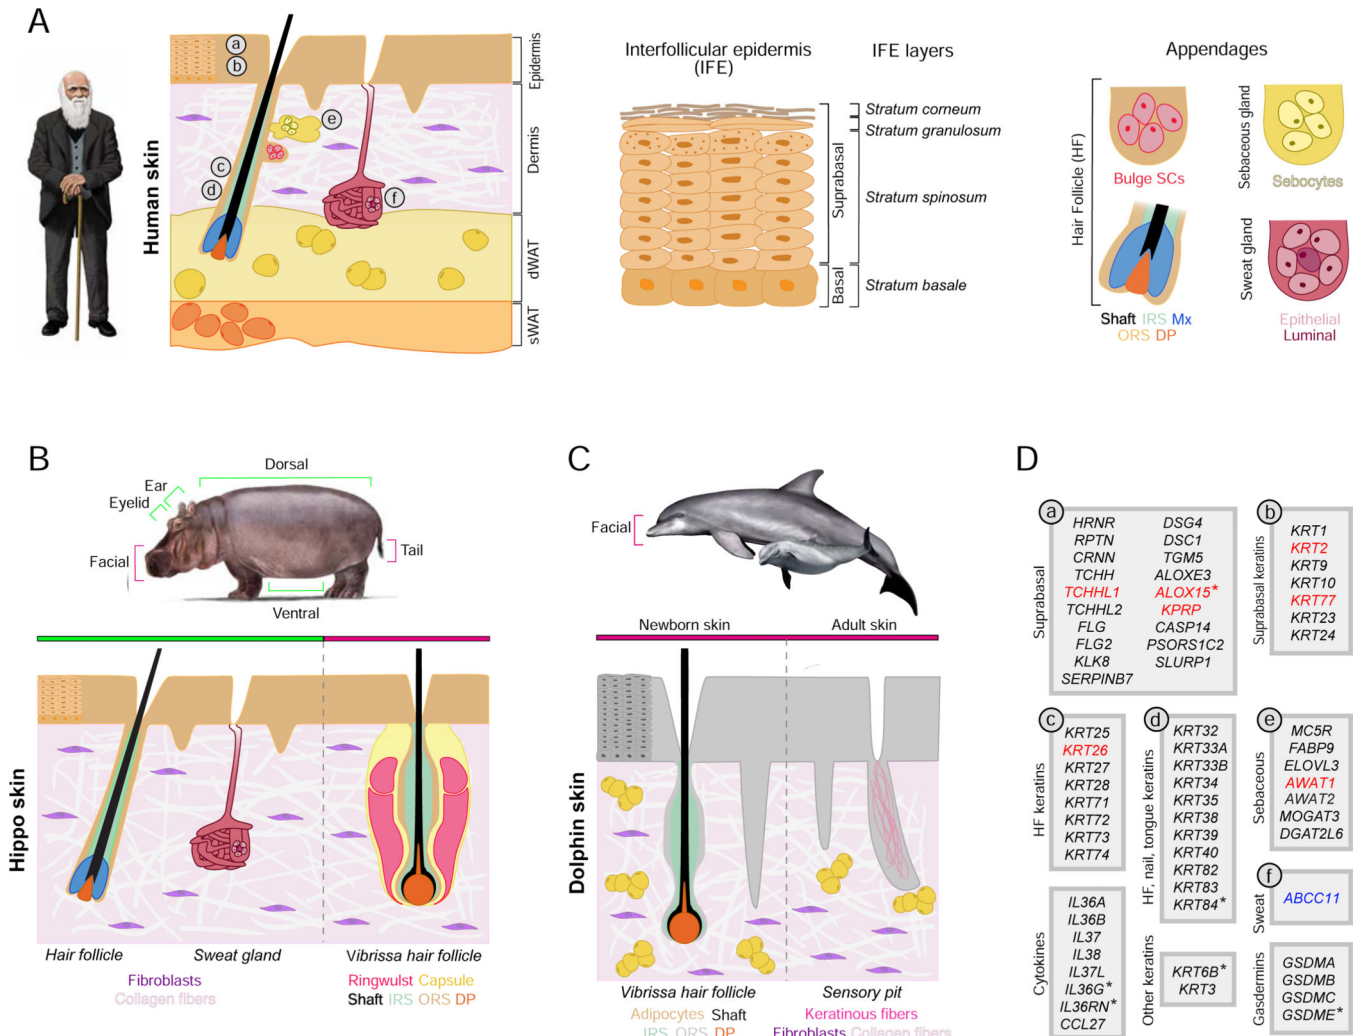 A
Human skin
a
b
c
d
e
f
Epidermis
Dermis
dWAT
sWAT
Interfollicular epidermis
(IFE)
IFE layers
Suprabasal
Basal
Stratum corneum
Stratum granulosum
Stratum spinosum
Stratum basale
Appendages
Hair Follicle (HF)
Bulge SCs
Shaft IRS Mx
ORS DP
Sebaceous gland
Sebocytes
Sweat gland
Epithelial
Luminal
B
Dorsal
Ear
Eyelid
Facial
Tail
Ventral
Hippo skin
Hair follicle
Sweat gland
Vibrissa hair follicle
Fibroblasts
Collagen fibers
Ringwulst Capsule
Shaft IRS ORS DP
C
Facial
Newborn skin
Adult skin
Dolphin skin
Vibrissa hair follicle
Sensory pit
Adipocytes Shaft
IRS ORS DP
Keratinous fibers
Fibroblasts Collagen fibers
D
a
Suprabasal
HRNR
RPTN
CRNN
TCHH
TCHHL1
TCHHL2
FLG
FLG2
KLK8
SERPINB7
DSG4
DSC1
TGM5
ALOXE3
ALOX15*
KPRP
CASP14
PSORS1C2
SLURP1
b
Suprabasal keratins
KRT1
KRT2
KRT9
KRT10
KRT77
KRT23
KRT24
c
HF keratins
KRT25
KRT26
KRT27
KRT28
KRT71
KRT72
KRT73
KRT74
d
HF, nail, tongue keratins
KRT32
KRT33A
KRT33B
KRT34
KRT35
KRT38
KRT39
KRT40
KRT82
KRT83
KRT84*
e
Sebaceous
MC5R
FABP9
ELOVL3
AWAT1
AWAT2
MOGAT3
DGAT2L6
f
Sweat
ABCC11
Cytokines
IL36A
IL36B
IL37
IL38
IL37L
IL36G*
IL36RN*
CCL27
Other keratins
KRT6B*
KRT3
Gasdermins
GSDMA
GSDMB
GSDMC
GSDME*